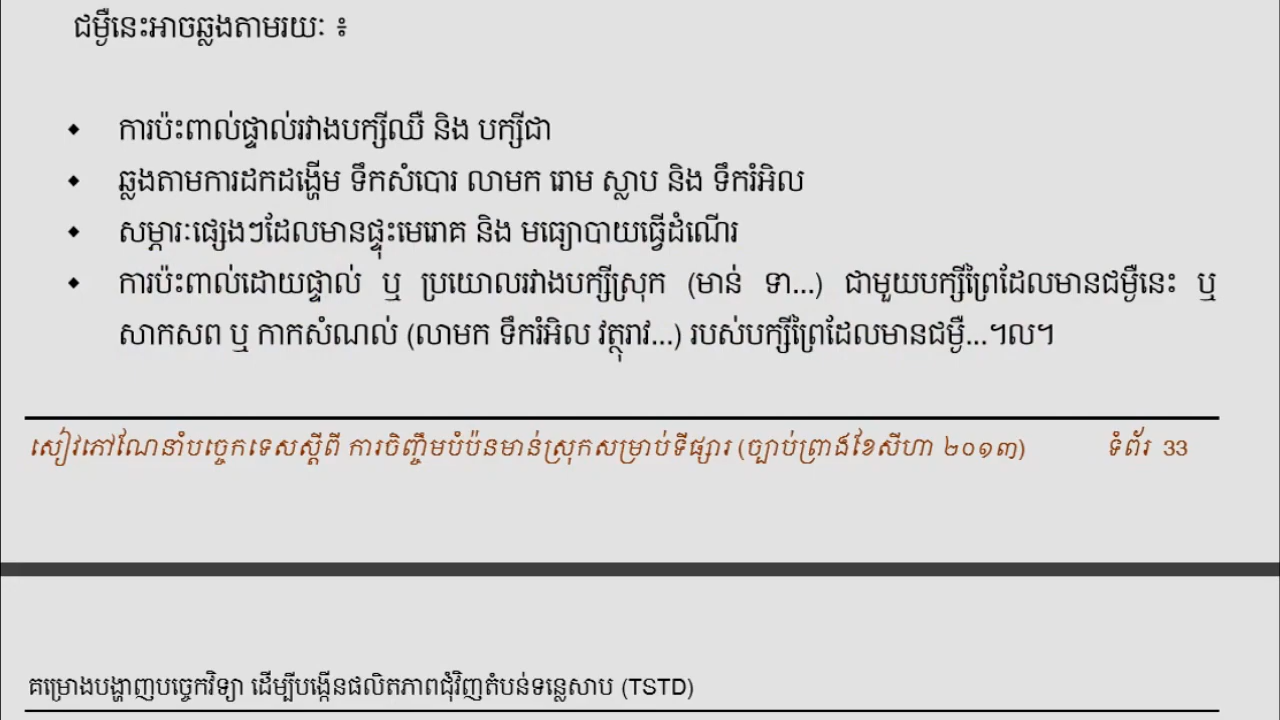 ជម្ងឺនេះអាចឆ្លងតាមរយៈ ៖
◆ ការប៉ះពាល់ផ្ទាល់រវាងបក្សីឈឺ និង បក្សីជា
◆ ឆ្លងតាមការដកដង្ហើម ទឹកសំបោរ លាមក រោម ស្លាប និង ទឹករំអិល
◆ សម្ភារៈផ្សេងៗដែលមានផ្ទុះមេរោគ និង មធ្យោបាយធ្វើដំណើរ
◆ ការប៉ះពាល់ដោយផ្ទាល់ ឬ ប្រយោលរវាងបក្សីស្រុក (មាន់ ទា...) ជាមួយបក្សីព្រៃដែលមានជម្ងឺនេះ ឬ
សាកសព ឬ កាកសំណល់ (លាមក ទឹករំអិល វត្ថុរាវ...) របស់បក្សីព្រៃដែលមានជម្ងឺ...។ល។
សៀវភៅណែនាំបច្ចេកទេសស្តីពី ការចិញ្ចឹមបំប៉នមាន់ស្រុកសម្រាប់ទីផ្សារ (ច្បាប់ព្រាងខែសីហា ២០១៣) ទំព័រ 33
គម្រោងបង្ហាញបច្ចេកវិទ្យា ដើម្បីបង្កើនផលិតភាពជុំវិញតំបន់ទន្លេសាប (TSTD)